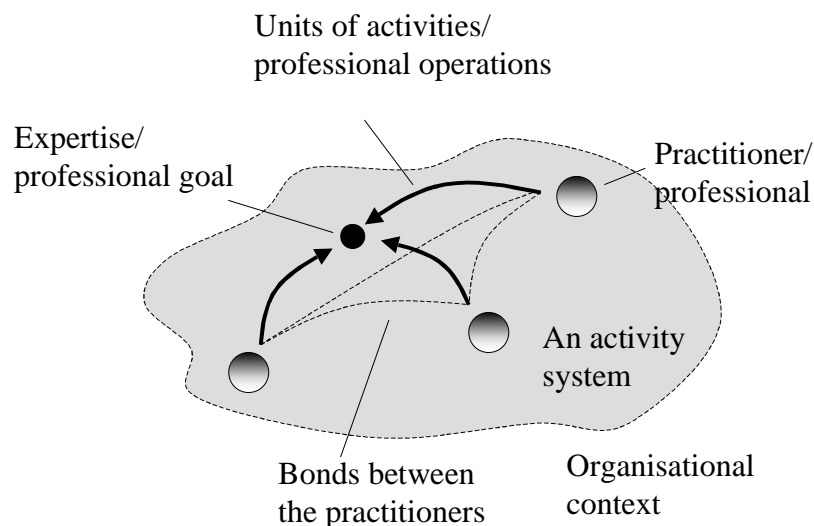 Units of activities/
professional operations
Expertise/
professional goal
Practitioner/
professional
An activity
system
Bonds between
the practitioners
Organisational
context